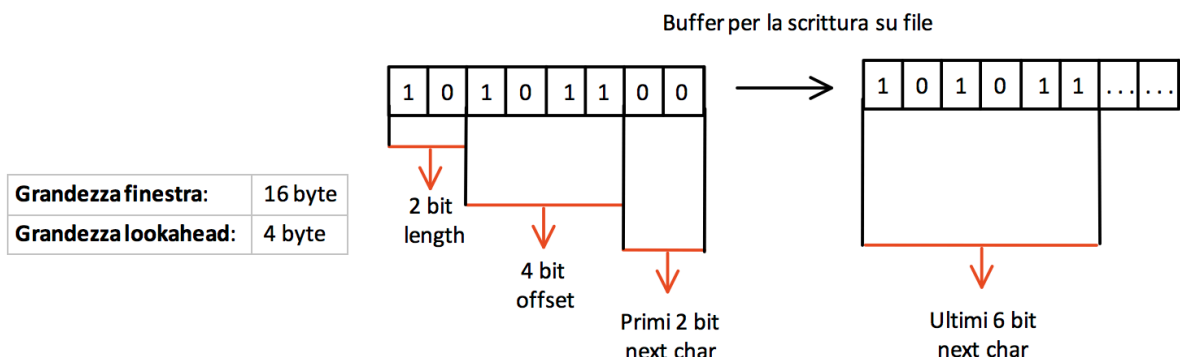 Buffer per la scrittura su file
1 0 1 0 1 1 0 0
1 0 1 0 1 1 ... ...
Grandezza finestra: 16 byte
Grandezza lookahead: 4 byte
2 bit
length
4 bit
offset
Primi 2 bit
next char
Ultimi 6 bit
next char